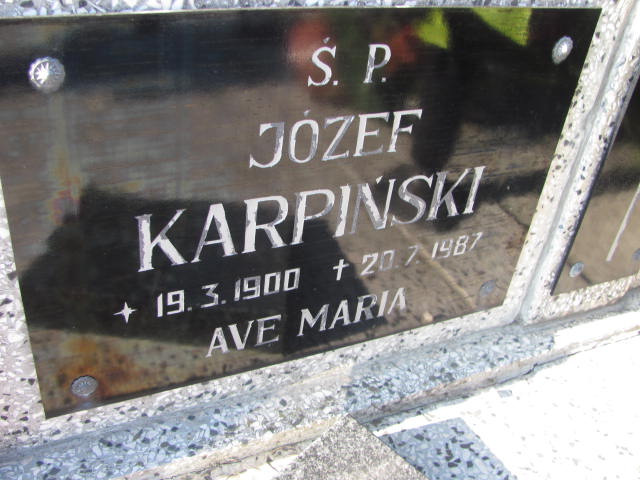 Ś. P.
JÓZEF
KARPIŃSKI
19.3.1900 + 20.7.1987
AVE MARIA